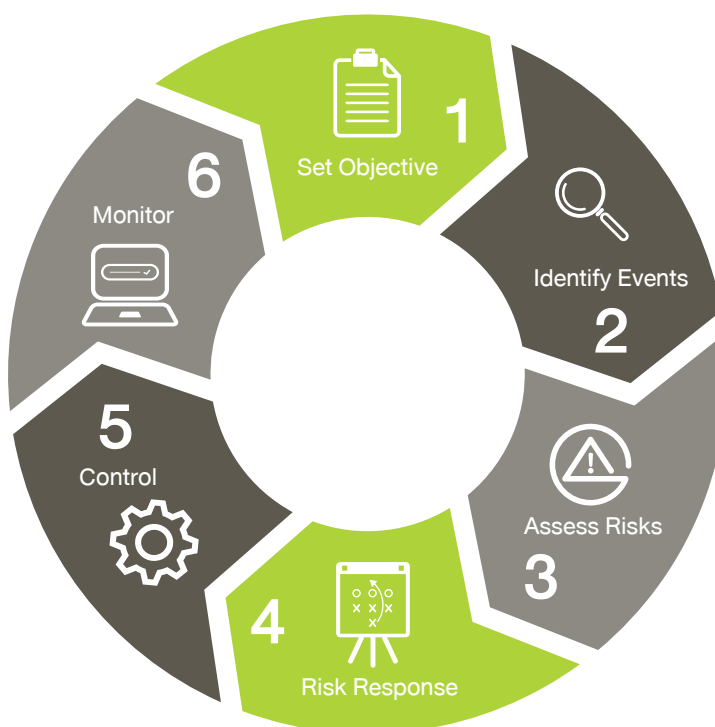 1
Set Objective
Identify Events
2
Assess Risks
3
4
Risk Response
5
Control
6
Monitor